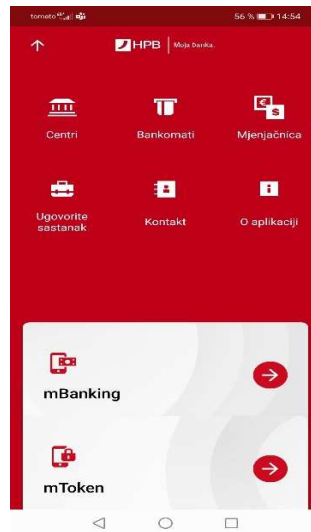 tomato 56 % 14:54
HPB Moja banka.
Centri Bankomati Mjenjačnica
Ugovorite sastanak Kontakt O aplikaciji
mBanking
mToken